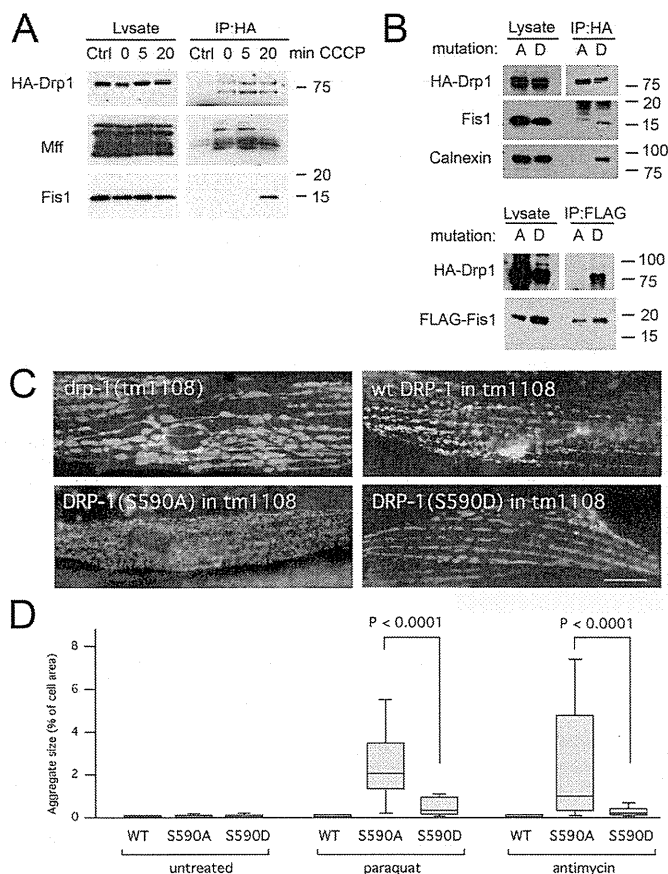 A
Lysate IP:HA
Ctrl 0 5 20 Ctrl 0 5 20 min CCCP
HA-Drp1
– 75
Mff
– 20
Fis1
– 15
B
Lysate IP:HA
mutation: A D A D
HA-Drp1
– 75
– 20
Fis1
– 15
– 100
Calnexin
– 75
Lysate IP:FLAG
mutation: A D A D
– 100
HA-Drp1
– 75
– 20
FLAG-Fis1
– 15
C
drp-1(tm1108) wt DRP-1 in tm1108
DRP-1(S590A) in tm1108 DRP-1(S590D) in tm1108
D
P < 0.0001 P < 0.0001
Aggregate size (% of cell area)
8
6
4
2
0
WT S590A S590D WT S590A S590D WT S590A S590D
untreated paraquat antimycin